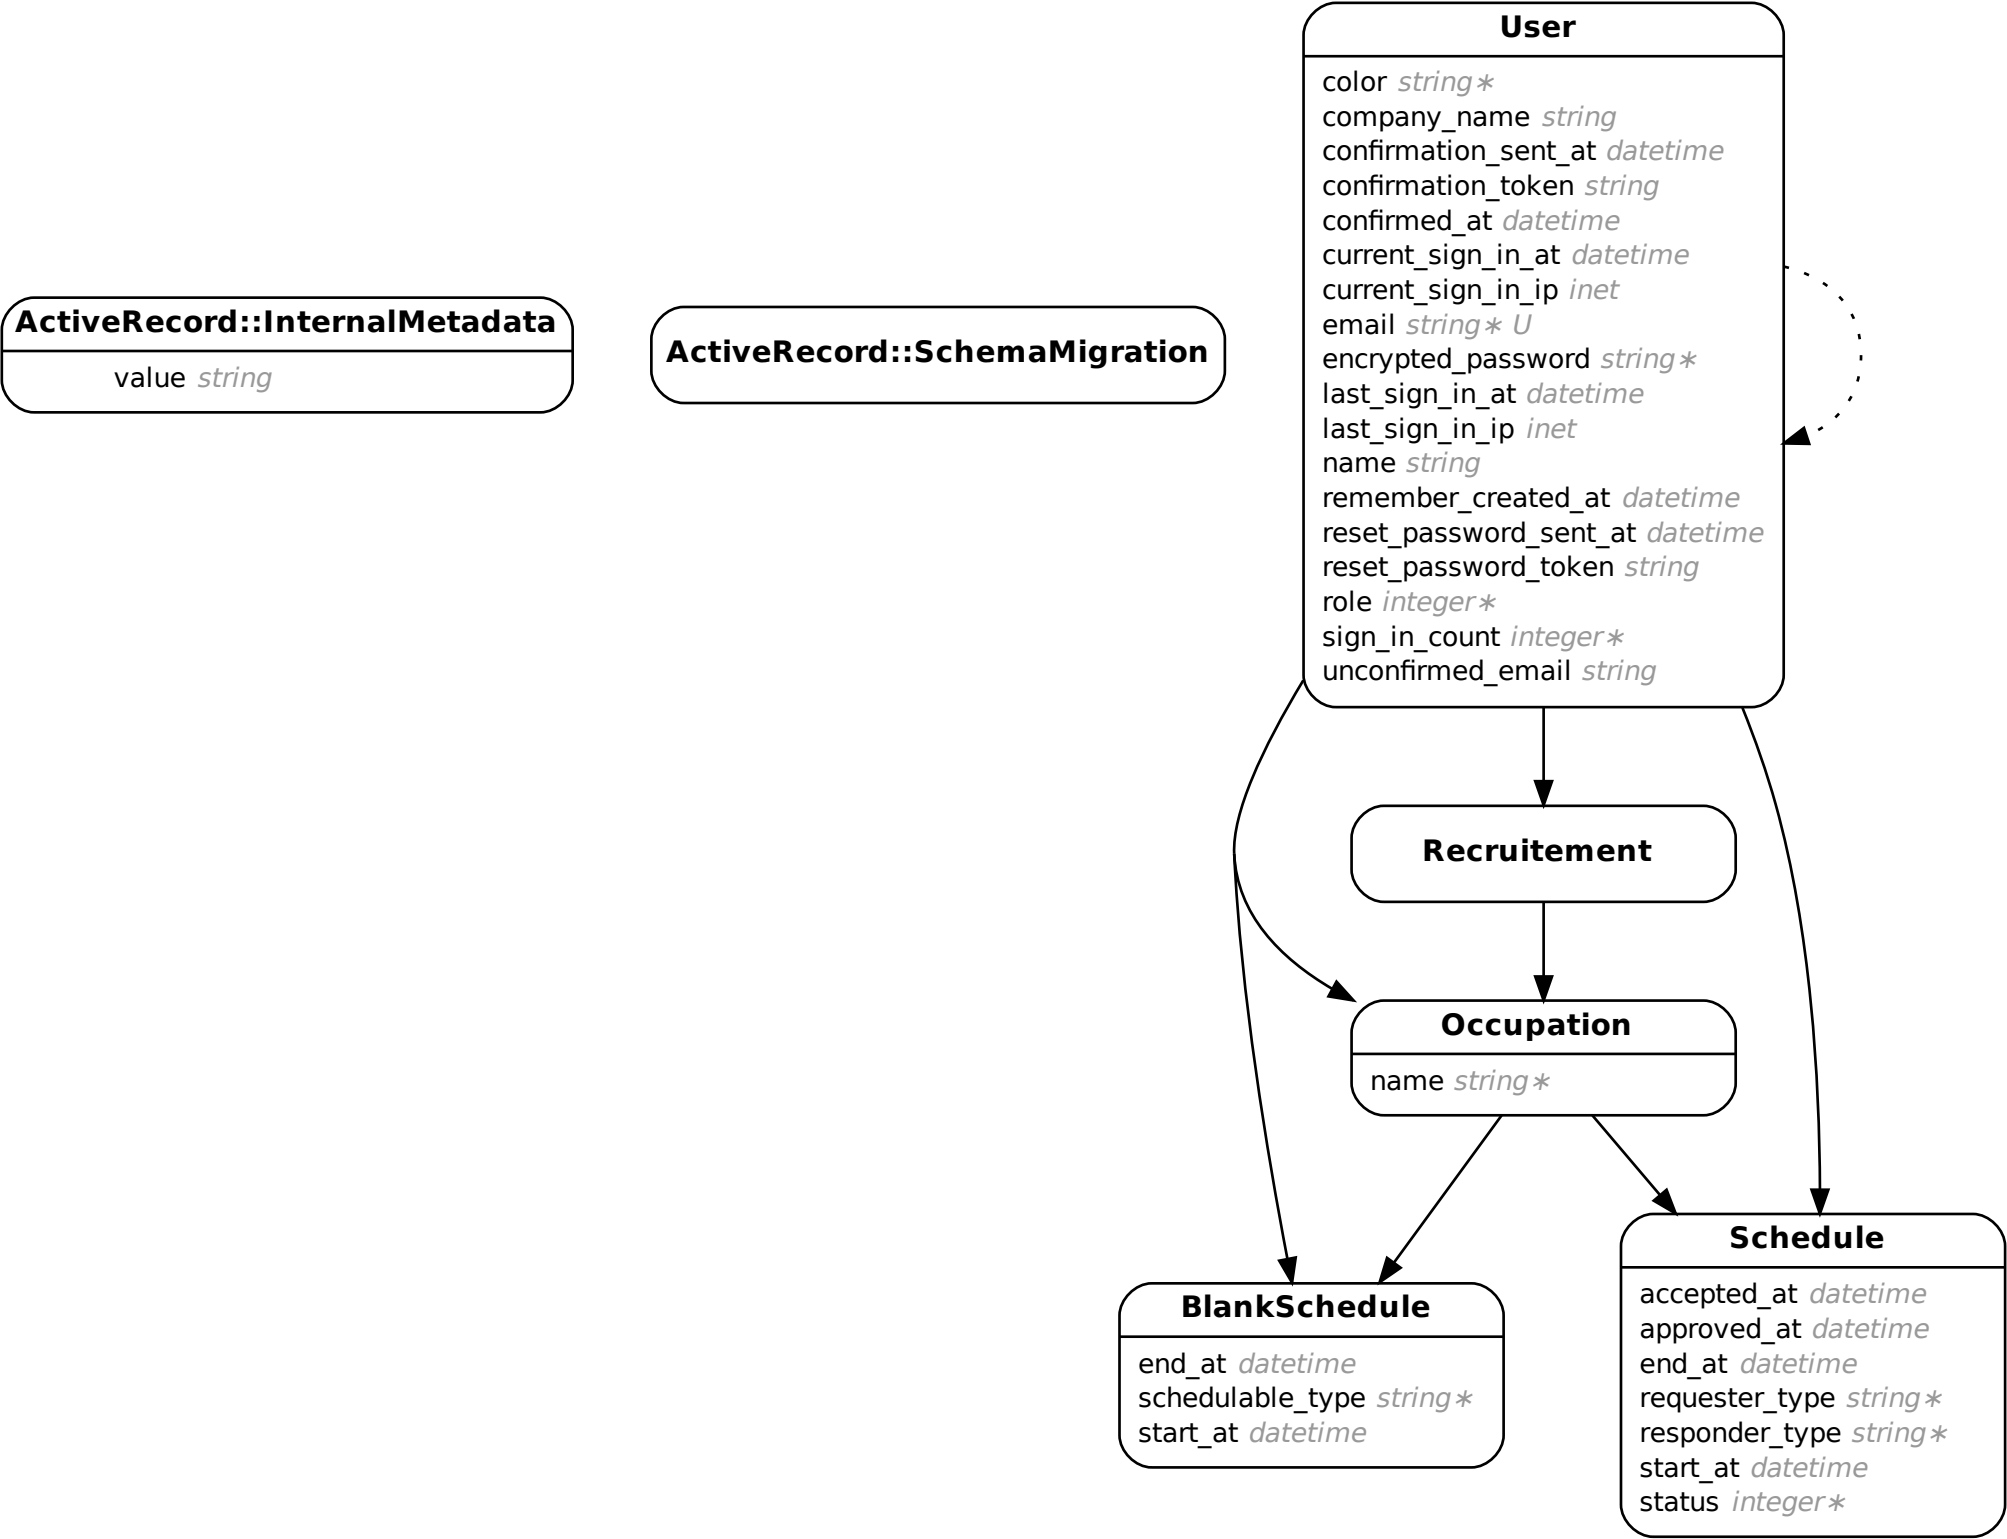 ActiveRecord::InternalMetadata
value string
ActiveRecord::SchemaMigration
User
color string∗
company_name string
confirmation_sent_at datetime
confirmation_token string
confirmed_at datetime
current_sign_in_at datetime
current_sign_in_ip inet
email string∗ U
encrypted_password string∗
last_sign_in_at datetime
last_sign_in_ip inet
name string
remember_created_at datetime
reset_password_sent_at datetime
reset_password_token string
role integer∗
sign_in_count integer∗
unconfirmed_email string
Recruitement
Occupation
name string∗
BlankSchedule
end_at datetime
schedulable_type string∗
start_at datetime
Schedule
accepted_at datetime
approved_at datetime
end_at datetime
requester_type string∗
responder_type string∗
start_at datetime
status integer∗